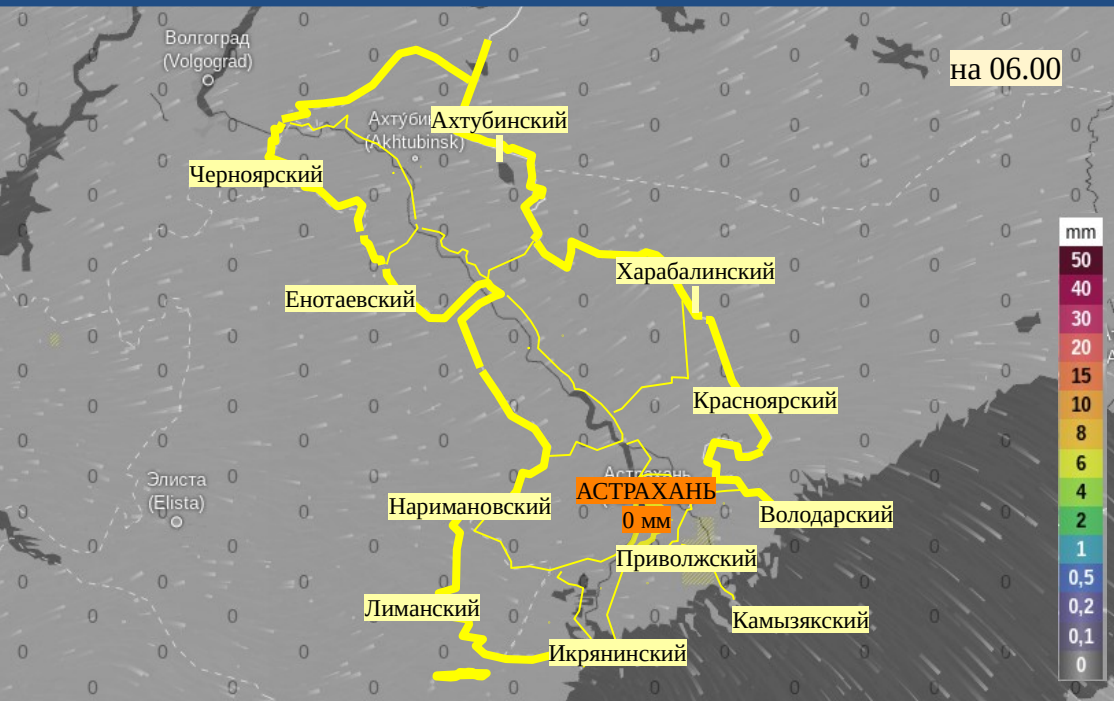 Волгоград
(Volgograd)
на 06.00
Ахтубинский
(Akhtubinsk)
Черноярский
Харабалинский
Енотаевский
Красноярский
Элиста
(Elista)
Астрахань
АСТРАХАНЬ
0 мм
Наримановский
Володарский
Приволжский
Лиманский
Камызякский
Икрянинский
mm
50
40
30
20
15
10
8
6
4
2
1
0,5
0,2
0,1
0